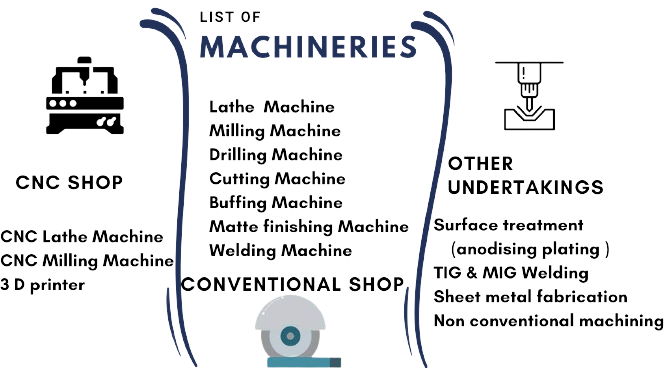 LIST OF
MACHINERIES
CNC SHOP
CNC Lathe Machine
CNC Milling Machine
3 D printer
Lathe Machine
Milling Machine
Drilling Machine
Cutting Machine
Buffing Machine
Matte finishing Machine
Welding Machine
CONVENTIONAL SHOP
OTHER
UNDERTAKINGS
Surface treatment
(anodising plating )
TIG & MIG Welding
Sheet metal fabrication
Non conventional machining